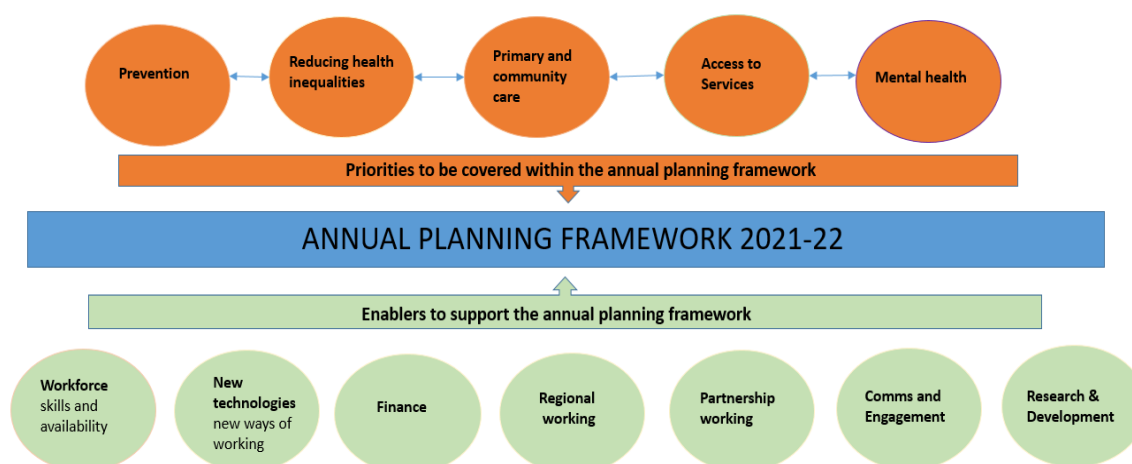 Prevention
Reducing health
inequalities
Primary and
community
care
Access to
Services
Mental health
Priorities to be covered within the annual planning framework
ANNUAL PLANNING FRAMEWORK 2021-22
Enablers to support the annual planning framework
Workforce
skills and
availability
New
technologies
new ways of
working
Finance
Regional
working
Partnership
working
Comms and
Engagement
Research &
Development